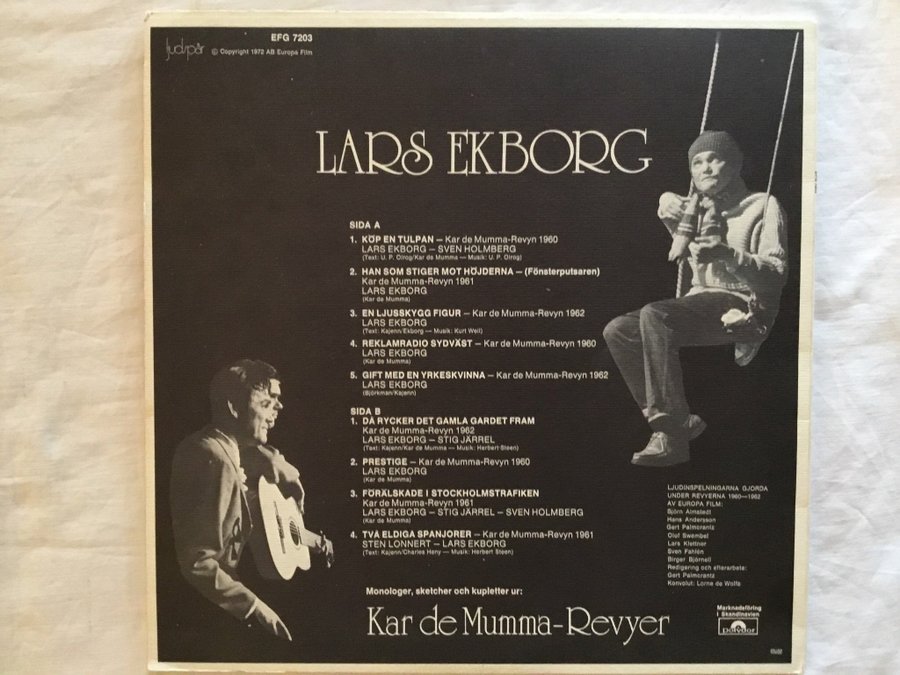 ljudspår
EFG 7203
© Copyright 1972 AB Europa Film
LARS EKBORG
SIDA A
1. KÖP EN TULPAN – Kar de Mumma-Revyn 1960
LARS EKBORG – SVEN HOLMBERG
(Text: U. P. Olrog/Kar de Mumma — Musik: U. P. Olrog)
2. HAN SOM STIGER MOT HÖJDERNA – (Fönsterputsaren)
Kar de Mumma-Revyn 1961
LARS EKBORG
(Kar de Mumma)
3. EN LJUSSKYGG FIGUR – Kar de Mumma-Revyn 1962
LARS EKBORG
(Text: Kajenn/Ekborg — Musik: Kurt Weil)
4. REKLAMRADIO SYDVÄST – Kar de Mumma-Revyn 1960
LARS EKBORG
(Kar de Mumma)
5. GIFT MED EN YRKESKVINNA – Kar de Mumma-Revyn 1962
LARS EKBORG
(Björkman/Kajenn)
SIDA B
1. DÅ RYCKER DET GAMLA GARDET FRAM
Kar de Mumma-Revyn 1962
LARS EKBORG – STIG JÄRREL
(Text: Kajenn/Kar de Mumma — Musik: Herbert Steen)
2. PRESTIGE – Kar de Mumma-Revyn 1960
LARS EKBORG
(Kar de Mumma)
3. FÖRÄLSKADE I STOCKHOLMSTRAFIKEN
Kar de Mumma-Revyn 1961
LARS EKBORG – STIG JÄRREL – SVEN HOLMBERG
(Kar de Mumma)
4. TVÅ ELDIGA SPANJORER – Kar de Mumma-Revyn 1961
STEN LONNERT – LARS EKBORG
(Text: Kajenn/Charles Heny — Musik: Herbert Steen)
LJUDINSPELNINGARNA GJORDA
UNDER REVYERNA 1960—1962
AV EUROPA FILM:
Björn Almstedt
Hans Andersson
Gert Palmcrantz
Olof Swembel
Lars Klettner
Sven Fahlén
Birger Björnell
Redigering och efterarbete:
Gert Palmcrantz
Konvolut: Lorne de Wolfe
Monologer, sketcher och kupletter ur:
Kar de Mumma-Revyer
Marknadsföring
i Skandinavien
polydor